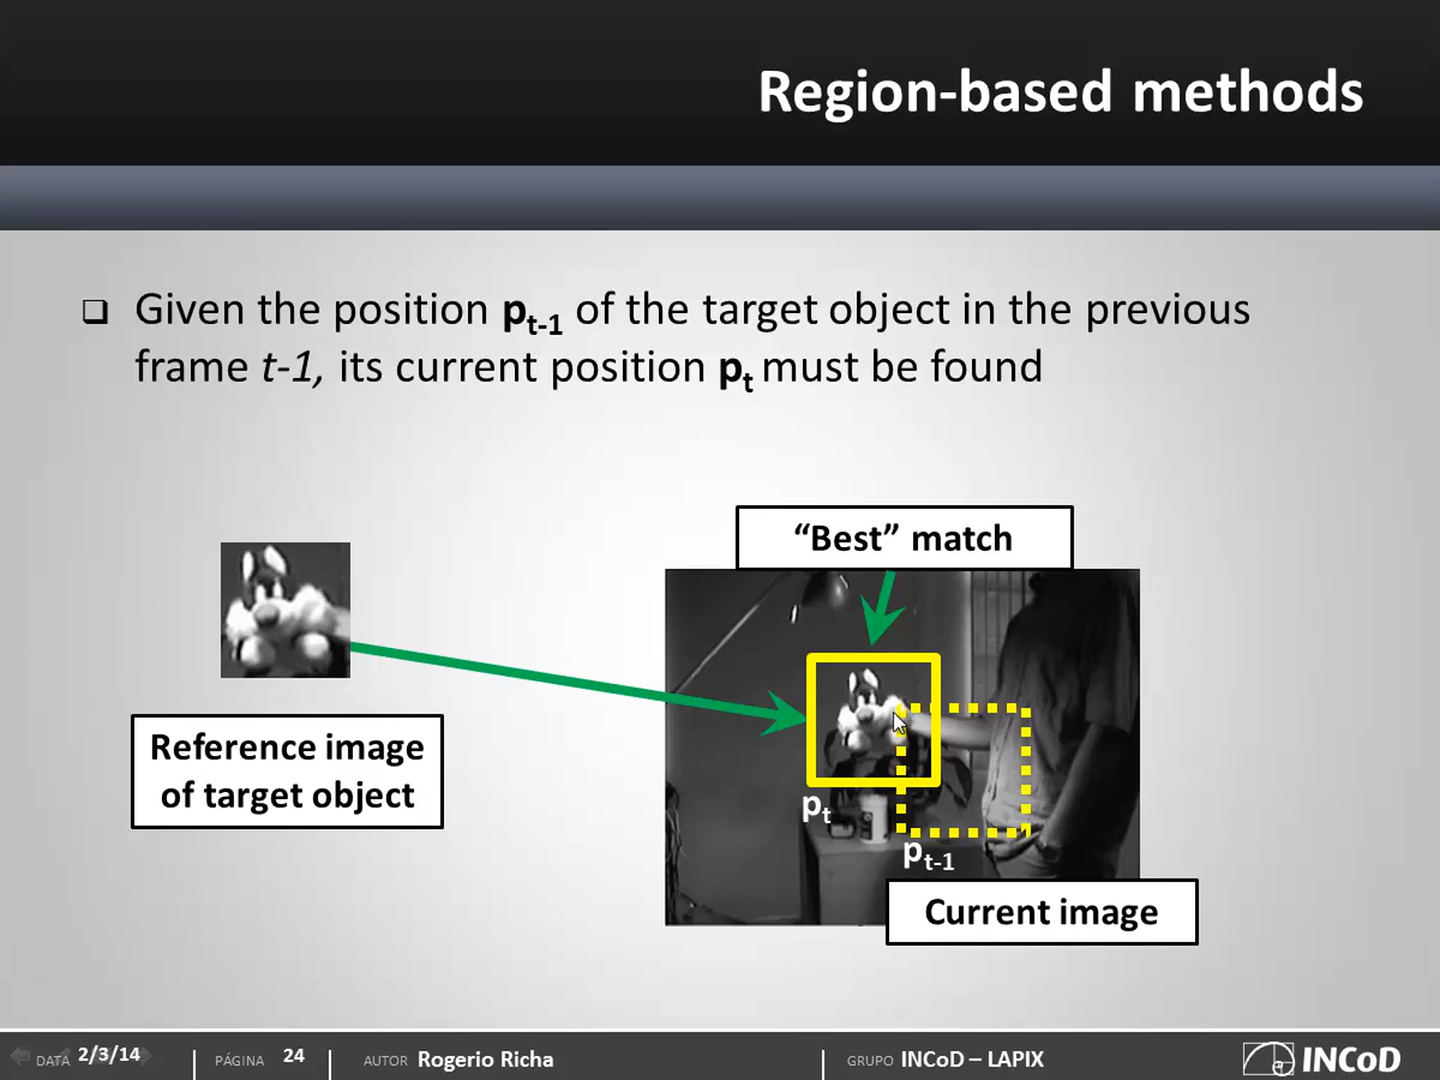 Region-based methods
❑ Given the position pt-1 of the target object in the previous
frame t-1, its current position pt must be found
“Best” match
Reference image
of target object
pt
pt-1
Current image
DATA 2/3/14
PÁGINA 24
AUTOR Rogerio Richa
GRUPO INCoD – LAPIX
INCoD